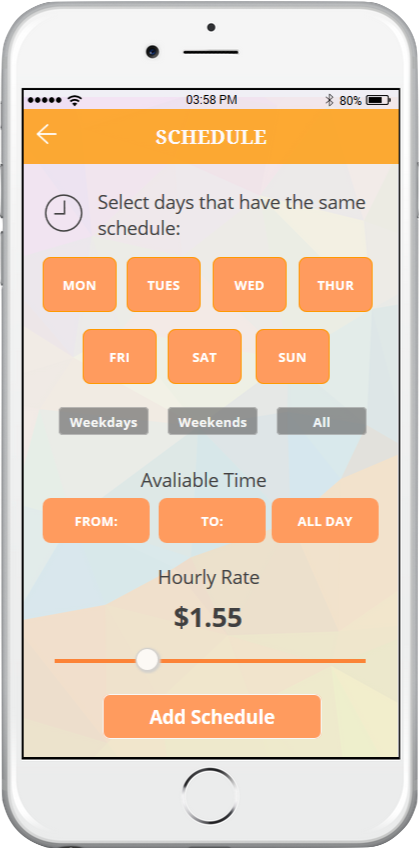 03:58 PM
80%
SCHEDULE
Select days that have the same
schedule:
MON
TUES
WED
THUR
FRI
SAT
SUN
Weekdays
Weekends
All
Avaliable Time
FROM:
TO:
ALL DAY
Hourly Rate
$1.55
Add Schedule